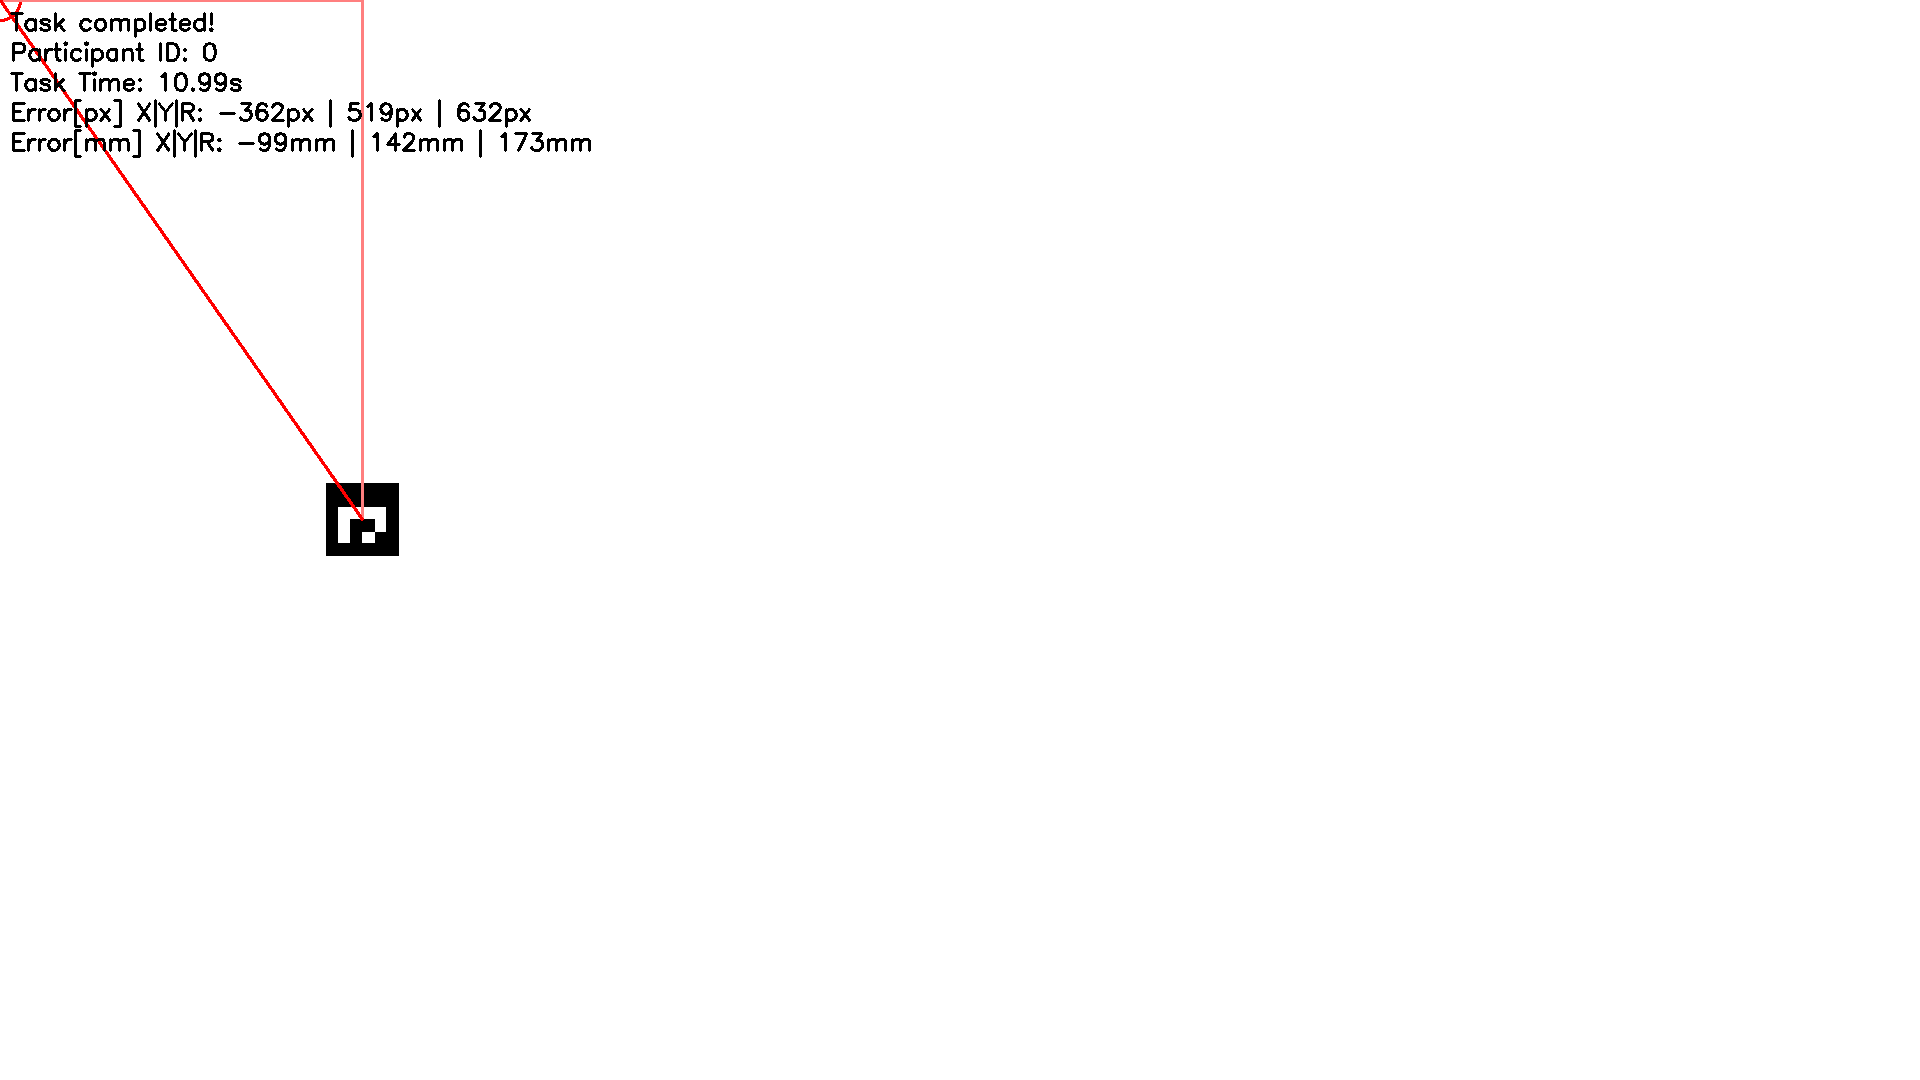 Task completed!
Participant ID: 0
Task Time: 10.99s
Error[px] X|Y|R: -362px | 519px | 632px
Error[mm] X|Y|R: -99mm | 142mm | 173mm